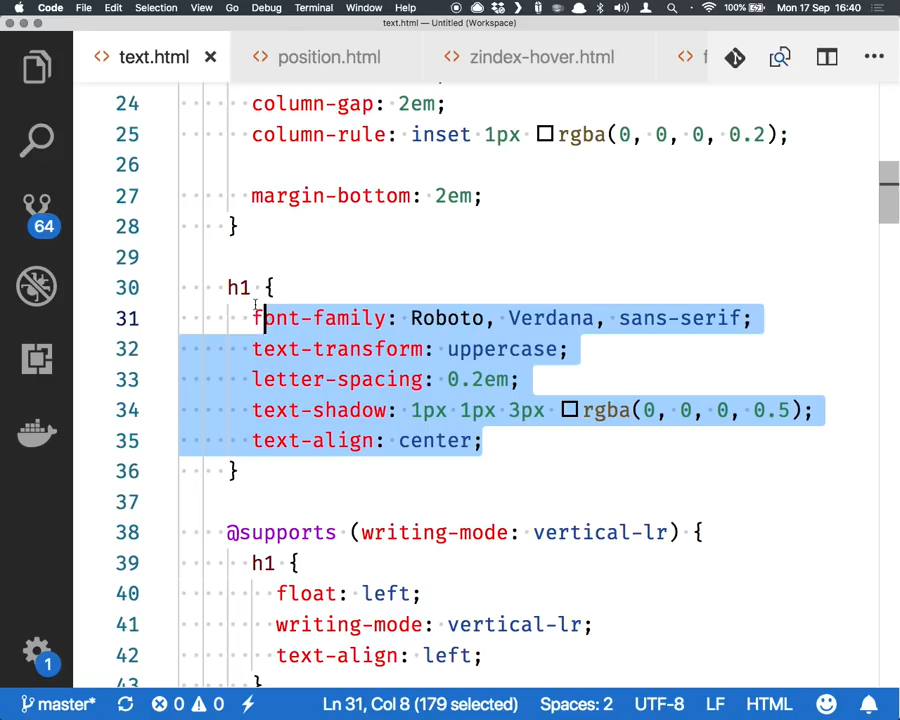 Code File Edit Selection View Go Debug Terminal Window Help 100% Mon 17 Sep 16:40
text.html — Untitled (Workspace)
text.html position.html zindex-hover.html f
24 column-gap: 2em;
25 column-rule: inset 1px rgba(0, 0, 0, 0.2);
26
27 margin-bottom: 2em;
28 }
29
30 h1 {
31 font-family: Roboto, Verdana, sans-serif;
32 text-transform: uppercase;
33 letter-spacing: 0.2em;
34 text-shadow: 1px 1px 3px rgba(0, 0, 0, 0.5);
35 text-align: center;
36 }
37
38 @supports (writing-mode: vertical-lr) {
39 h1 {
40 float: left;
41 writing-mode: vertical-lr;
42 text-align: left;
43 }
64
1
master* 0 0 Ln 31, Col 8 (179 selected) Spaces: 2 UTF-8 LF HTML